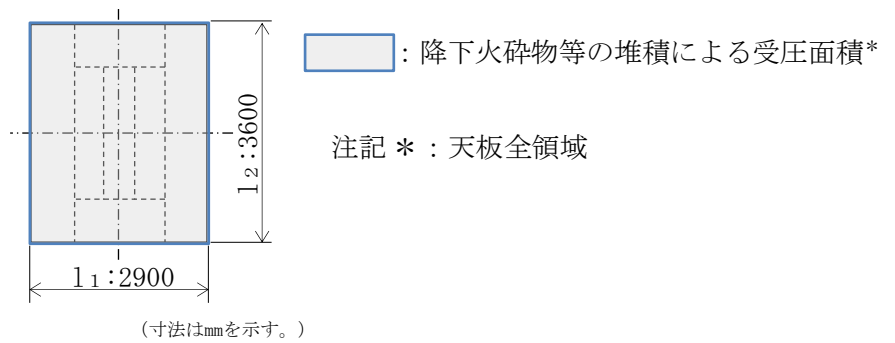 ：降下火砕物等の堆積による受圧面積*
l₂:3600
注記＊：天板全領域
l₁:2900
（寸法は㎜を示す。）